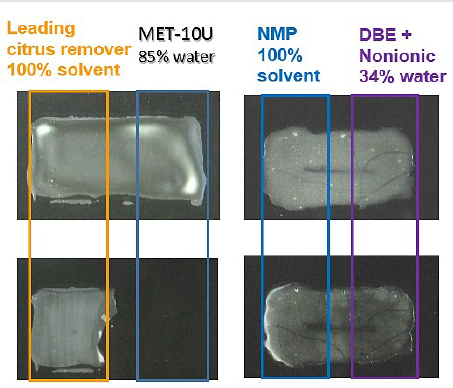 Leading
citrus remover
100% solvent
MET-10U
85% water
NMP
100%
solvent
DBE +
Nonionic
34% water